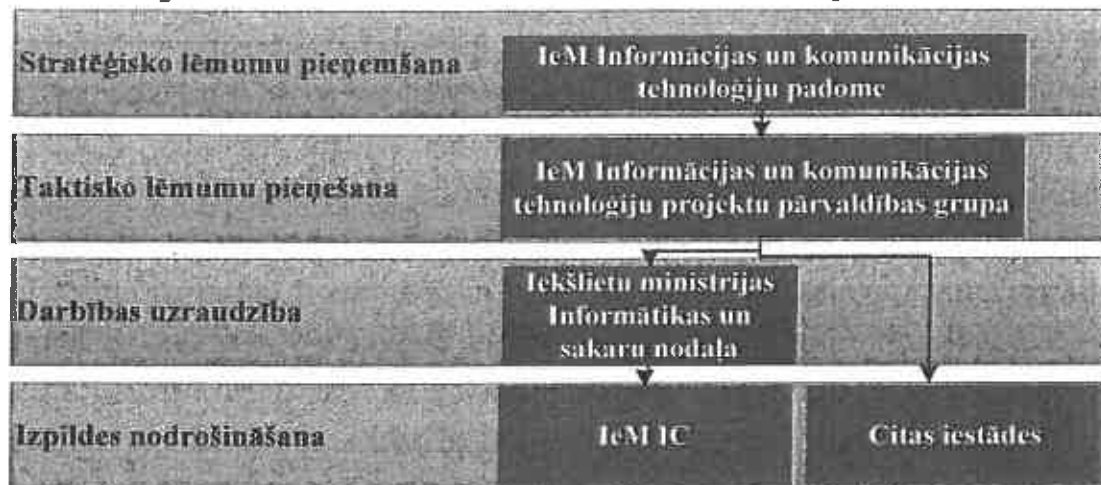 Stratēģisko lēmumu pieņemšana
IeM Informācijas un komunikācijas
tehnoloģiju padome
Taktisko lēmumu pieņešana
IeM Informācijas un komunikācijas
tehnoloģiju projektu pārvaldības grupa
Darbības uzraudzība
Iekšlietu ministrijas
Informātikas un
sakaru nodaļa
Izpildes nodrošināšana
IeM IC
Citas iestādes